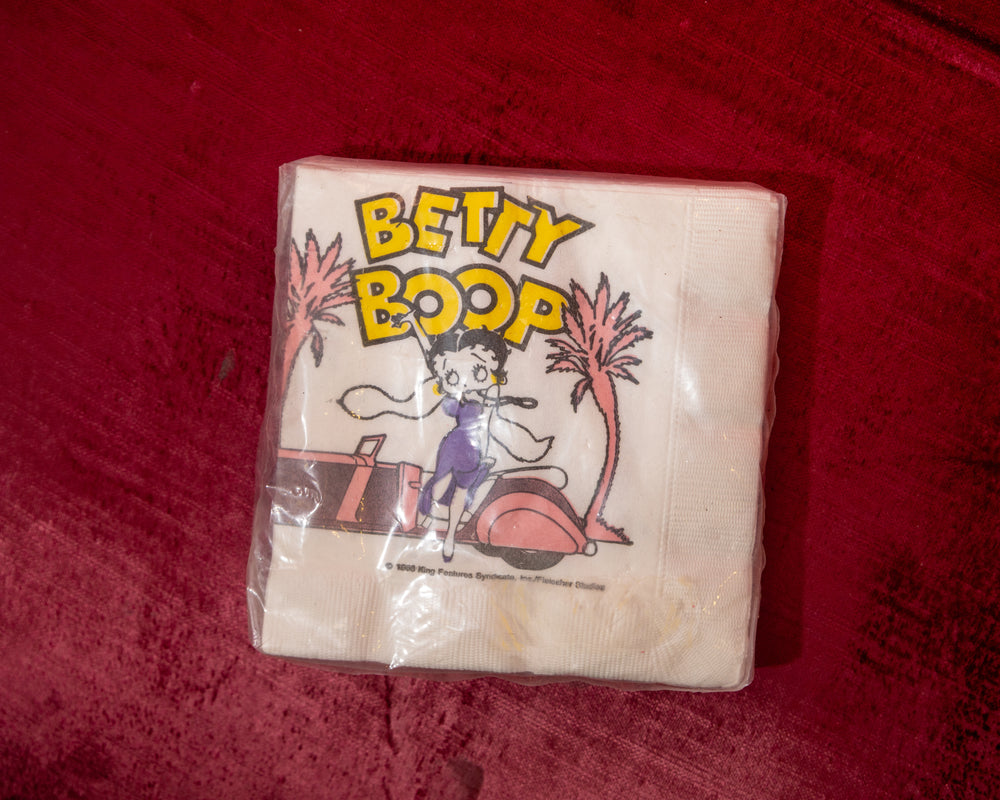 BETTY
BOOP
© King Features Syndicate, Inc/Fleischer Studios